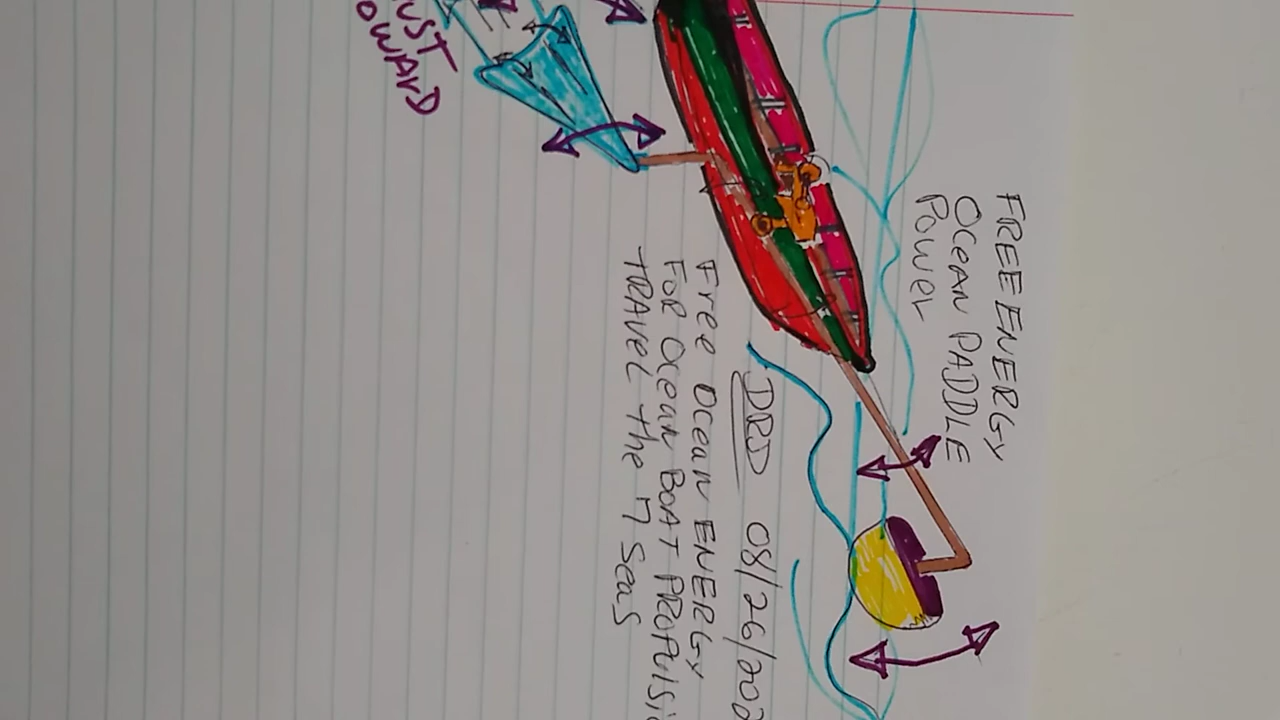 FREE ENERGY
OCEAN PADDLE
POWER
DRD 08/26/202
Free Ocean ENERGY
FOR Ocean BOAT PROPULSI
TRAVEL the 7 Seas
UST
OWARD